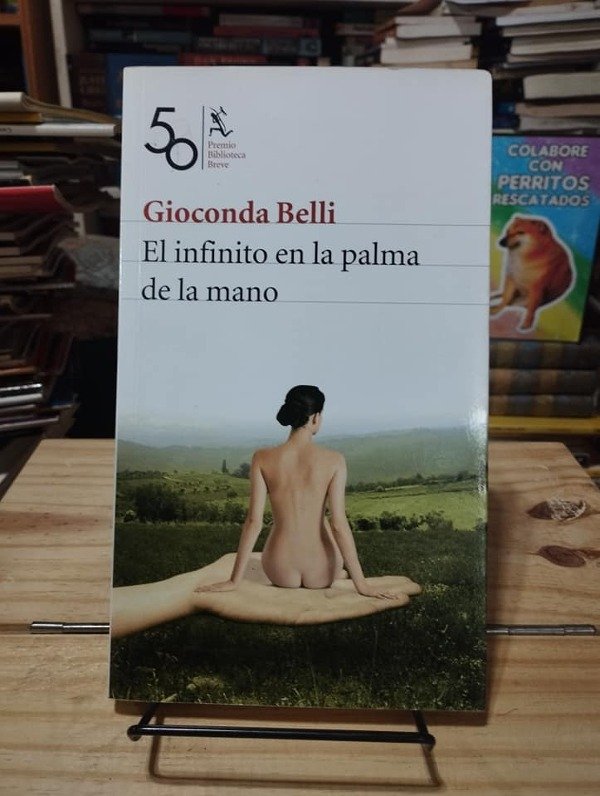 50
Premio
Biblioteca
Breve
Gioconda Belli
El infinito en la palma
de la mano
COLABORE
CON
PERRITOS
RESCATADOS